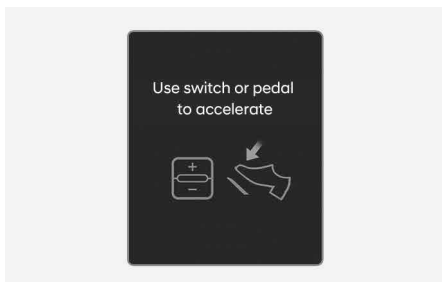 Use switch or pedal
to accelerate
+
−